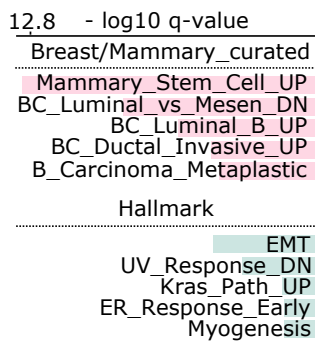 12.8 - log10 q-value
Breast/Mammary_curated
Mammary_Stem_Cell_UP
BC_Luminal_vs_Mesen_DN
BC_Luminal_B_UP
BC_Ductal_Invasive_UP
B_Carcinoma_Metaplastic
Hallmark
EMT
UV_Response_DN
Kras_Path_UP
ER_Response_Early
Myogenesis